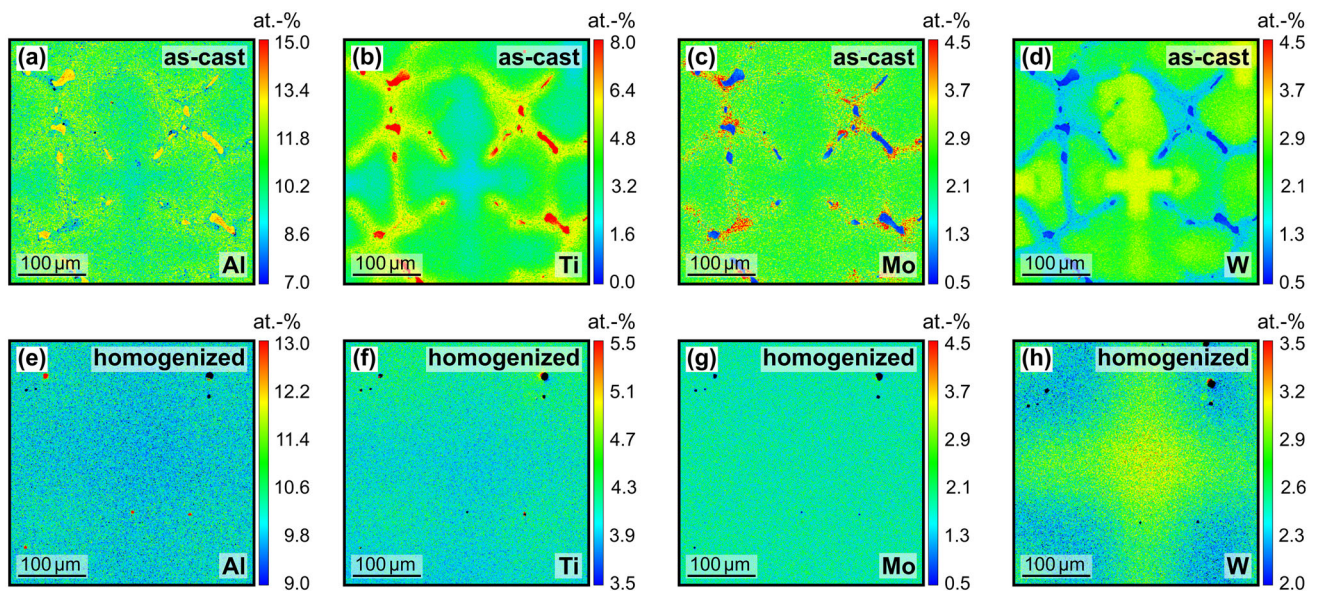 at.-% at.-% at.-% at.-%
(a) as-cast 15.0 (b) as-cast 8.0 (c) as-cast 4.5 (d) as-cast 4.5
13.4 6.4 3.7 3.7
11.8 4.8 2.9 2.9
10.2 3.2 2.1 2.1
8.6 1.6 1.3 1.3
100 µm Al 7.0 100 µm Ti 0.0 100 µm Mo 0.5 100 µm W 0.5
at.-% at.-% at.-% at.-%
(e) homogenized 13.0 (f) homogenized 5.5 (g) homogenized 4.5 (h) homogenized 3.5
12.2 5.1 3.7 3.2
11.4 4.7 2.9 2.9
10.6 4.3 2.1 2.6
9.8 3.9 1.3 2.3
100 µm Al 9.0 100 µm Ti 3.5 100 µm Mo 0.5 100 µm W 2.0